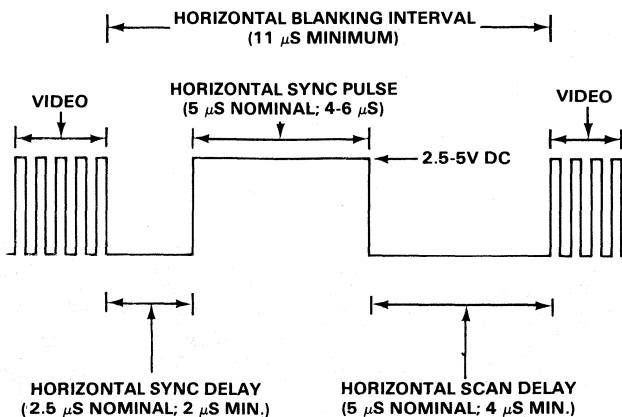 HORIZONTAL BLANKING INTERVAL
(11 μS MINIMUM)
HORIZONTAL SYNC PULSE
(5 μS NOMINAL; 4-6 μS)
VIDEO
VIDEO
2.5-5V DC
HORIZONTAL SYNC DELAY
(2.5 μS NOMINAL; 2 μS MIN.)
HORIZONTAL SCAN DELAY
(5 μS NOMINAL; 4 μS MIN.)